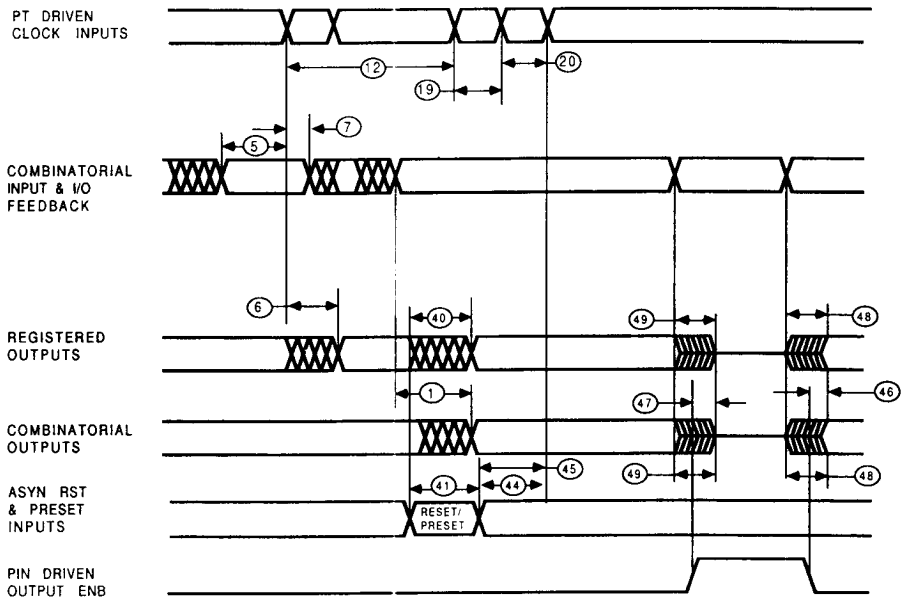 PT DRIVEN
CLOCK INPUTS
12
20
19
7
5
COMBINATORIAL
INPUT & I/O
FEEDBACK
6
40
49
48
REGISTERED
OUTPUTS
1
47
46
COMBINATORIAL
OUTPUTS
45
49
48
41
44
ASYN RST
& PRESET
INPUTS
RESET/
PRESET
PIN DRIVEN
OUTPUT ENB